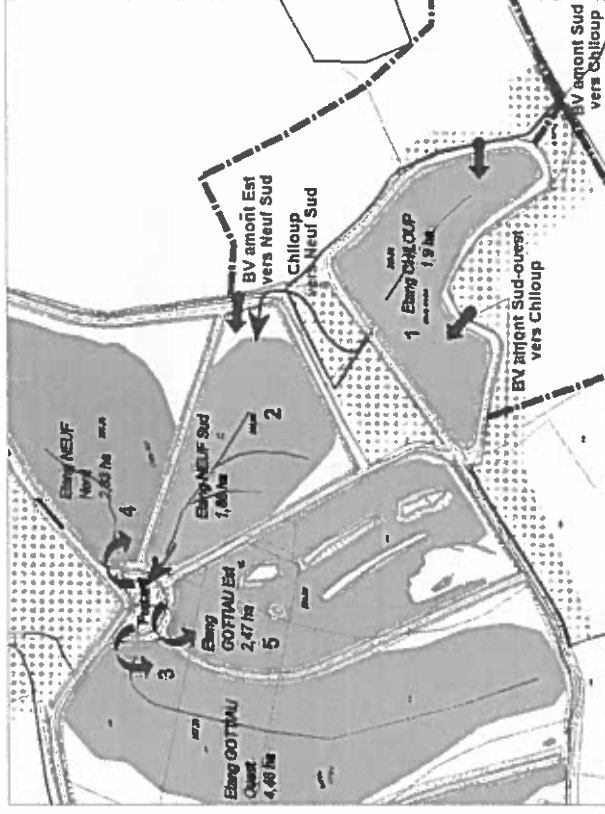 Etang NEUF
Nord
2,63 ha
4
Etang NEUF Sud
1,86 ha
2
BV amont Est
vers Neuf Sud
Chiloup
vers Neuf Sud
Etang GOTTIAU
Ouest
4,46 ha
3
Etang
GOTTIAU Est
2,47 ha
5
1
Etang CHILOUP
1,9 ha
BV amont Sud-ouest
vers Chiloup
BV amont Sud
vers Chiloup